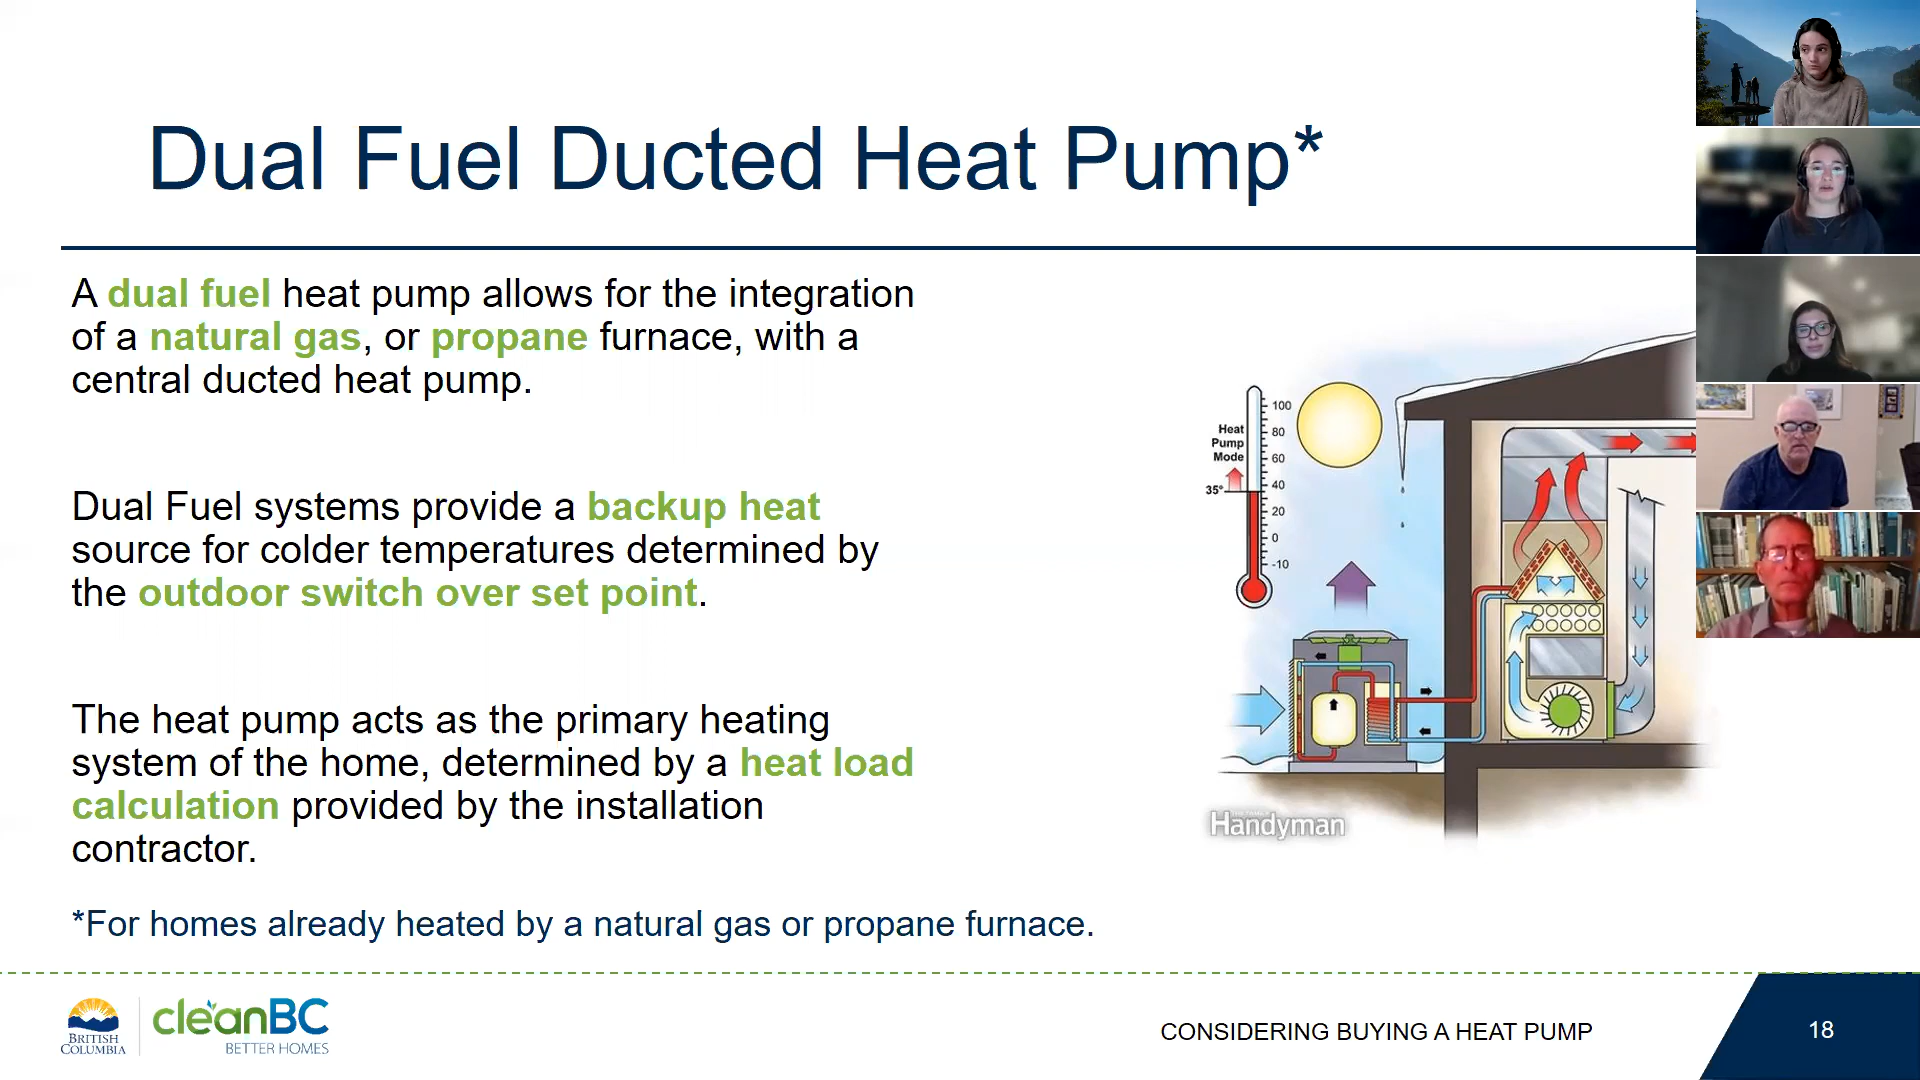 Dual Fuel Ducted Heat Pump*
A dual fuel heat pump allows for the integration
of a natural gas, or propane furnace, with a
central ducted heat pump.
Dual Fuel systems provide a backup heat
source for colder temperatures determined by
the outdoor switch over set point.
The heat pump acts as the primary heating
system of the home, determined by a heat load
calculation provided by the installation
contractor.
*For homes already heated by a natural gas or propane furnace.
Heat
Pump
Mode
35°
100
80
60
40
20
0
-10
Handyman
BRITISH
COLUMBIA
cleanBC
BETTER HOMES
CONSIDERING BUYING A HEAT PUMP
18